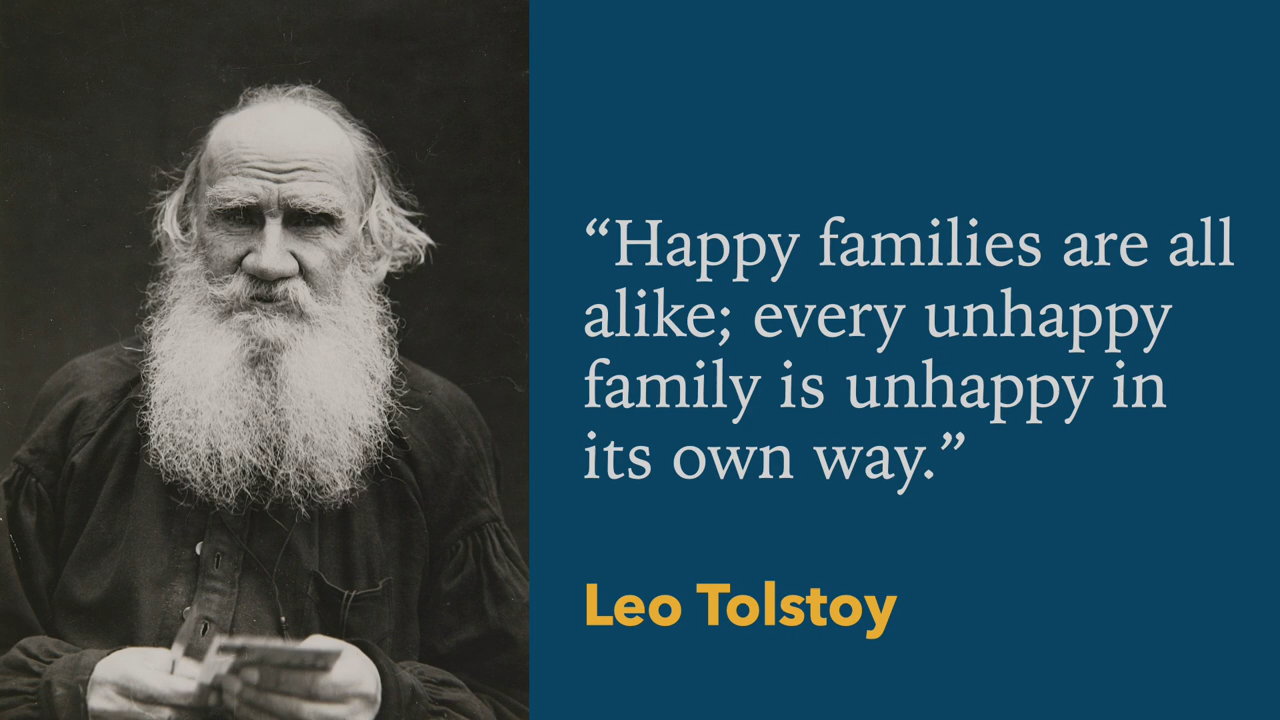 “Happy families are all
alike; every unhappy
family is unhappy in
its own way.”
Leo Tolstoy